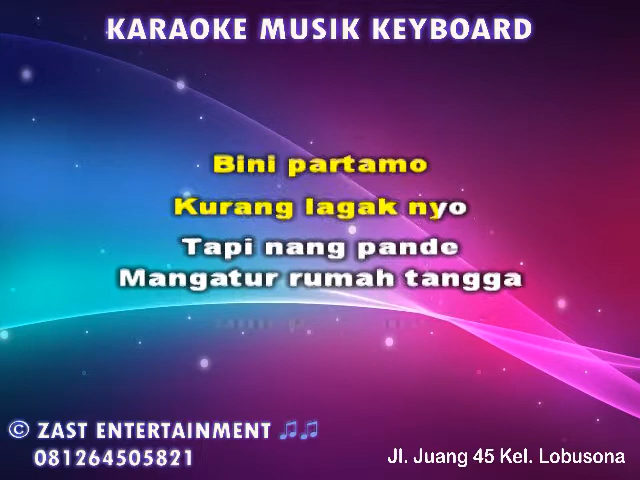 KARAOKE MUSIK KEYBOARD
Bini partamo
Kurang lagak nyo
Tapi nang pande
Mangatur rumah tangga
© ZAST ENTERTAINMENT 🎵🎵
081264505821
Jl. Juang 45 Kel. Lobusona